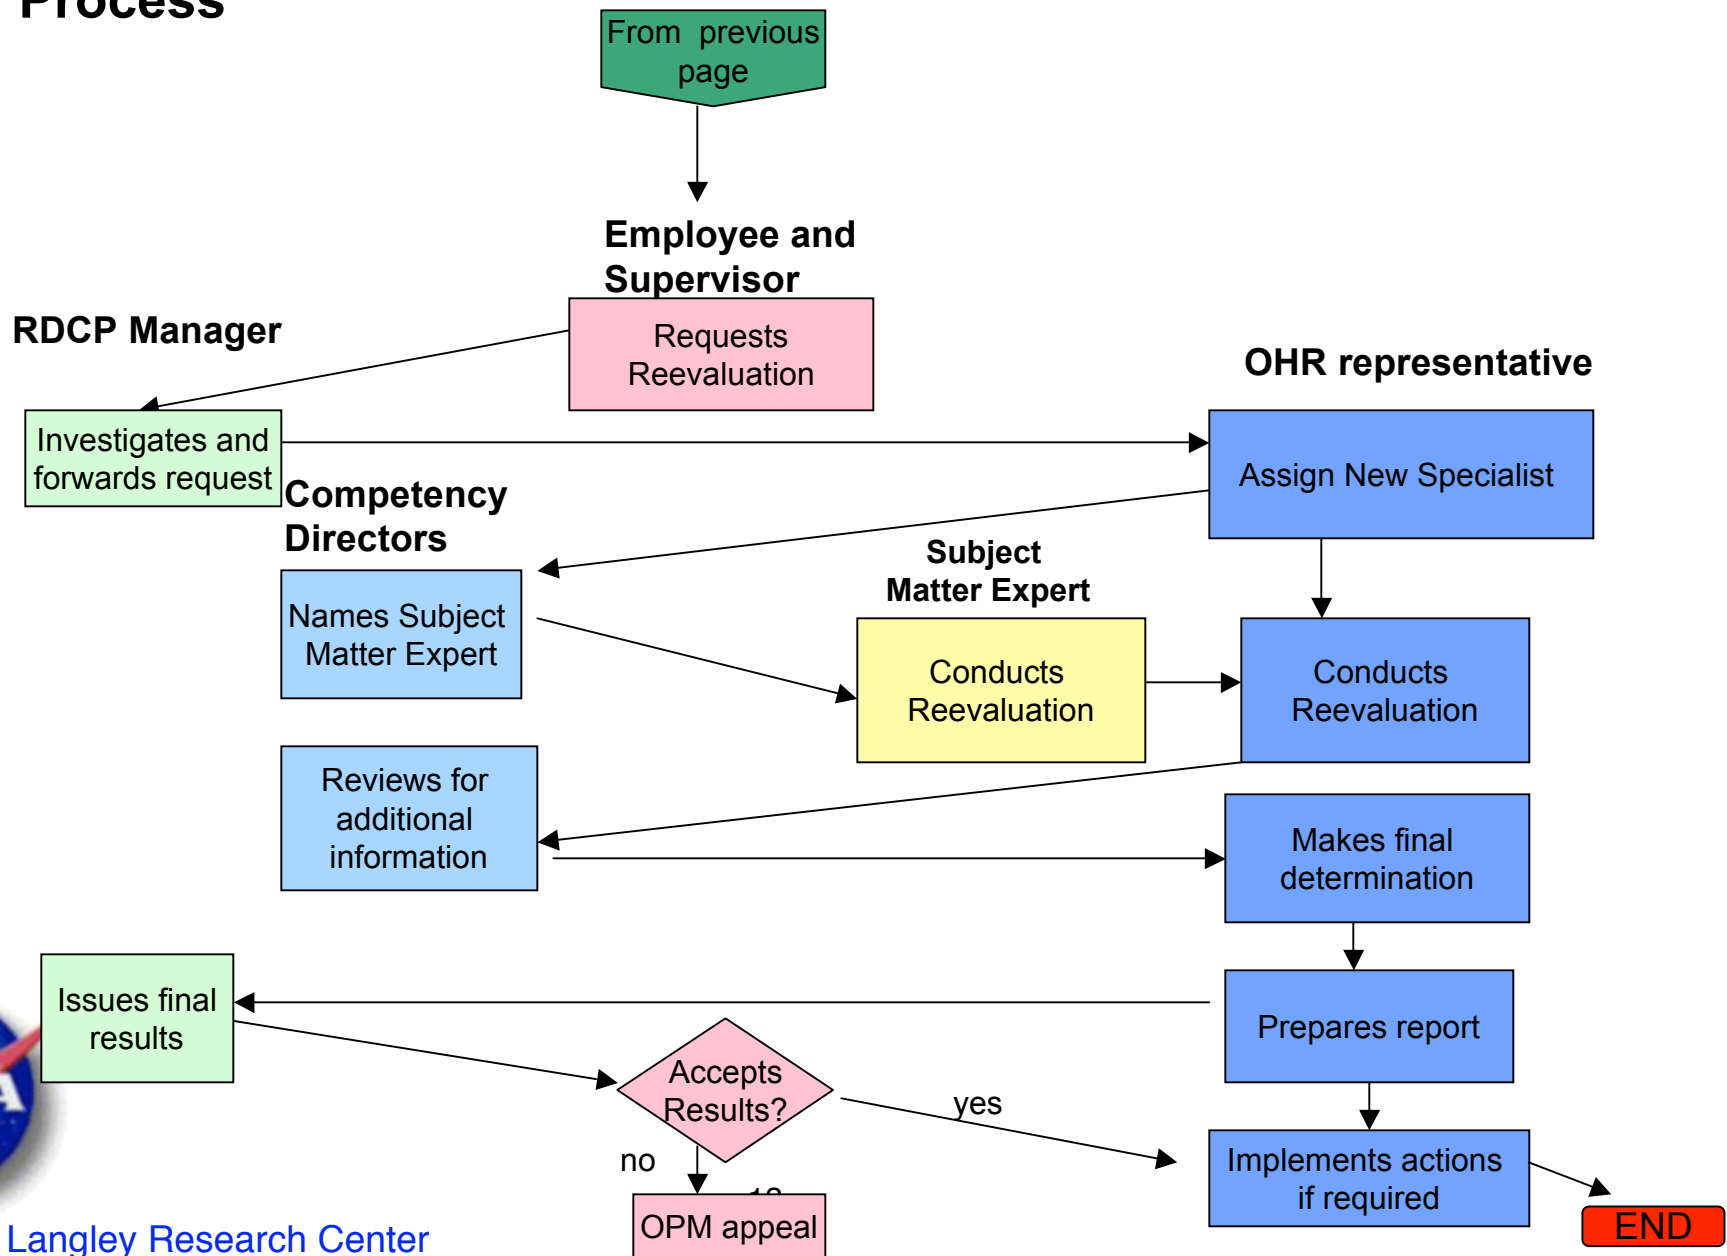 Process
From previous
page
Employee and
Supervisor
RDCP Manager
Requests
Reevaluation
OHR representative
Investigates and
forwards request
Assign New Specialist
Competency
Directors
Subject
Matter Expert
Names Subject
Matter Expert
Conducts
Reevaluation
Conducts
Reevaluation
Reviews for
additional
information
Makes final
determination
Issues final
results
Prepares report
Accepts
Results?
yes
no
Implements actions
if required
OPM appeal
END
Langley Research Center